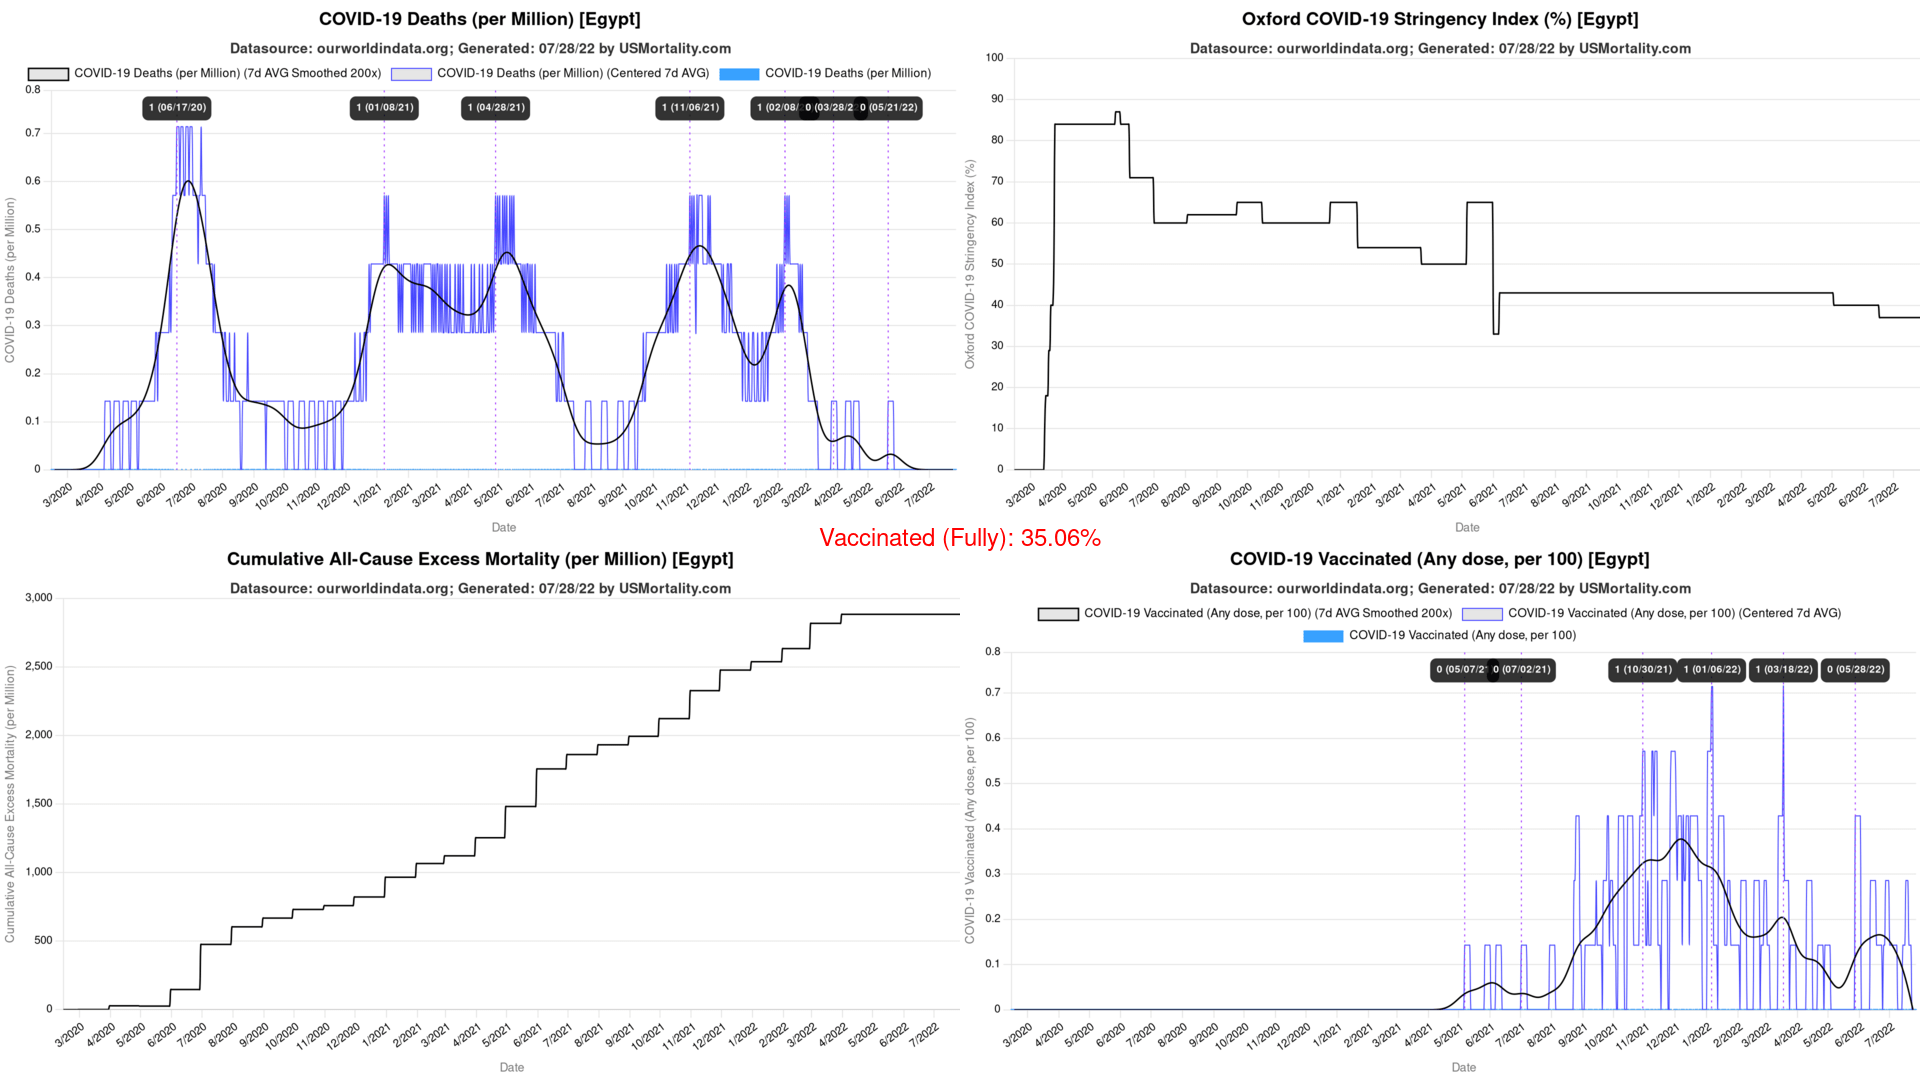 COVID-19 Deaths (per Million) [Egypt]
Datasource: ourworldindata.org; Generated: 07/28/22 by USMortality.com
COVID-19 Deaths (per Million) (7d AVG Smoothed 200x) COVID-19 Deaths (per Million) (Centered 7d AVG) COVID-19 Deaths (per Million)
1 (06/17/20) 1 (01/08/21) 1 (04/28/21) 1 (11/06/21) 1 (02/08/ 0 (03/28/2 0 (05/21/22)
0.8
0.7
0.6
0.5
0.4
0.3
0.2
0.1
0
COVID-19 Deaths (per Million)
3/2020 4/2020 5/2020 6/2020 7/2020 8/2020 9/2020 10/2020 11/2020 12/2020 1/2021 2/2021 3/2021 4/2021 5/2021 6/2021 7/2021 8/2021 9/2021 10/2021 11/2021 12/2021 1/2022 2/2022 3/2022 4/2022 5/2022 6/2022 7/2022
Date
Oxford COVID-19 Stringency Index (%) [Egypt]
Datasource: ourworldindata.org; Generated: 07/28/22 by USMortality.com
100
90
80
70
60
50
40
30
20
10
0
Oxford COVID-19 Stringency Index (%)
3/2020 4/2020 5/2020 6/2020 7/2020 8/2020 9/2020 10/2020 11/2020 12/2020 1/2021 2/2021 3/2021 4/2021 5/2021 6/2021 7/2021 8/2021 9/2021 10/2021 11/2021 12/2021 1/2022 2/2022 3/2022 4/2022 5/2022 6/2022 7/2022
Date
Vaccinated (Fully): 35.06%
Cumulative All-Cause Excess Mortality (per Million) [Egypt]
Datasource: ourworldindata.org; Generated: 07/28/22 by USMortality.com
3,000
2,500
2,000
1,500
1,000
500
0
Cumulative All-Cause Excess Mortality (per Million)
3/2020 4/2020 5/2020 6/2020 7/2020 8/2020 9/2020 10/2020 11/2020 12/2020 1/2021 2/2021 3/2021 4/2021 5/2021 6/2021 7/2021 8/2021 9/2021 10/2021 11/2021 12/2021 1/2022 2/2022 3/2022 4/2022 5/2022 6/2022 7/2022
Date
COVID-19 Vaccinated (Any dose, per 100) [Egypt]
Datasource: ourworldindata.org; Generated: 07/28/22 by USMortality.com
COVID-19 Vaccinated (Any dose, per 100) (7d AVG Smoothed 200x) COVID-19 Vaccinated (Any dose, per 100) (Centered 7d AVG)
COVID-19 Vaccinated (Any dose, per 100)
0 (05/07/2 0 (07/02/21) 1 (10/30/21) 1 (01/06/22) 1 (03/18/22) 0 (05/28/22)
0.8
0.7
0.6
0.5
0.4
0.3
0.2
0.1
0
COVID-19 Vaccinated (Any dose, per 100)
3/2020 4/2020 5/2020 6/2020 7/2020 8/2020 9/2020 10/2020 11/2020 12/2020 1/2021 2/2021 3/2021 4/2021 5/2021 6/2021 7/2021 8/2021 9/2021 10/2021 11/2021 12/2021 1/2022 2/2022 3/2022 4/2022 5/2022 6/2022 7/2022
Date